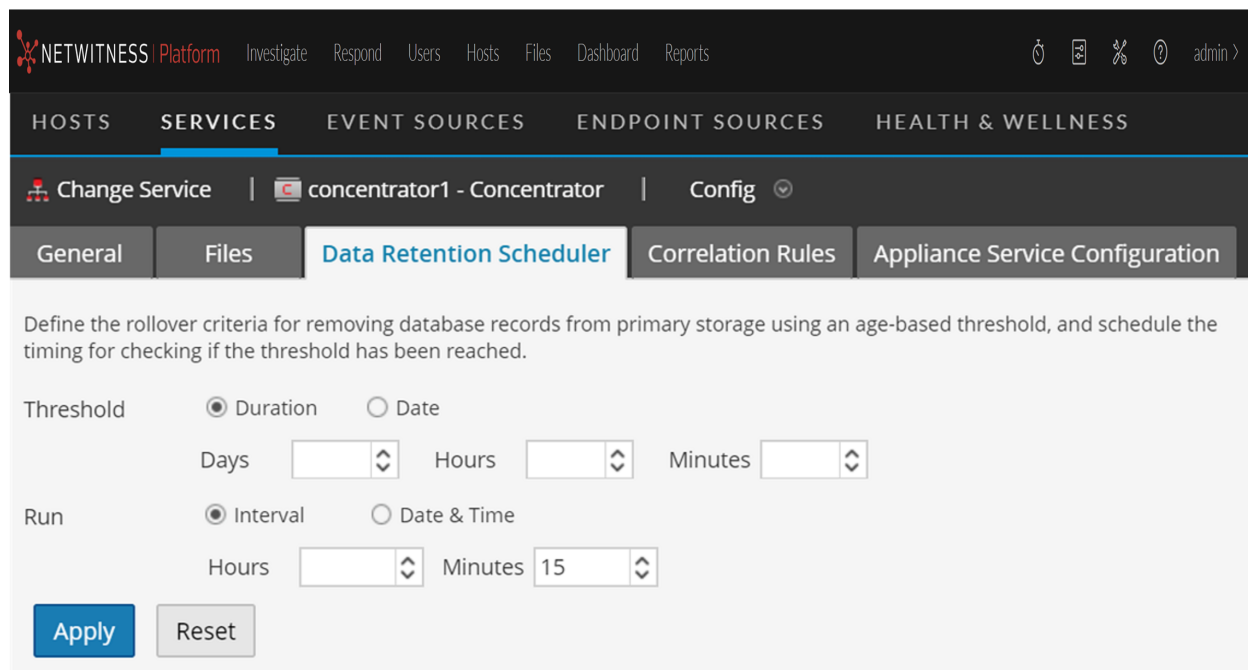 NETWITNESS Platform Investigate Respond Users Hosts Files Dashboard Reports admin >
HOSTS SERVICES EVENT SOURCES ENDPOINT SOURCES HEALTH & WELLNESS
Change Service | C concentrator1 - Concentrator | Config
General Files Data Retention Scheduler Correlation Rules Appliance Service Configuration
Define the rollover criteria for removing database records from primary storage using an age-based threshold, and schedule the
timing for checking if the threshold has been reached.
Threshold Duration Date
Days Hours Minutes
Run Interval Date & Time
Hours Minutes 15
Apply Reset